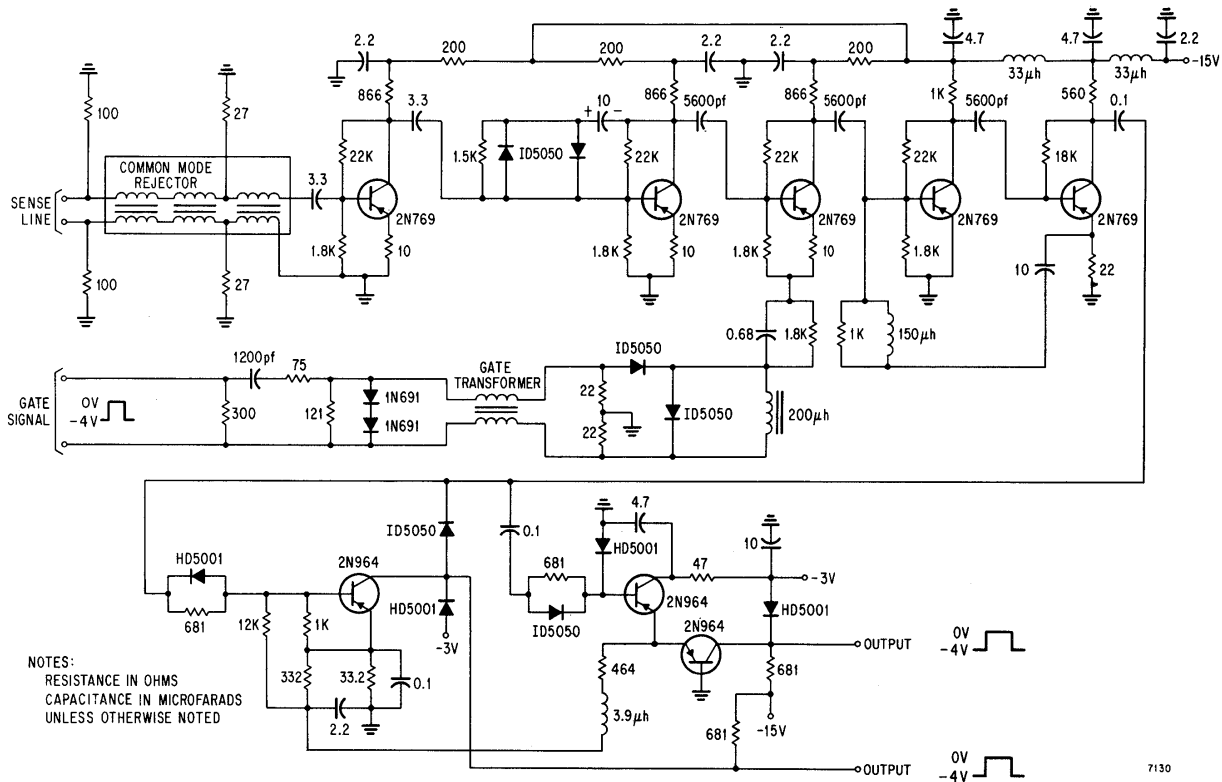 2.2
200
200
2.2
2.2
200
4.7
4.7
2.2
33μh
33μh
-15V
100
27
866
3.3
866
5600pf
866
5600pf
1K
5600pf
560
0.1
+ 10 -
22K
1.5K
ID5050
22K
22K
22K
18K
COMMON MODE
REJECTOR
3.3
SENSE
LINE
2N769
2N769
2N769
2N769
2N769
1.8K
10
1.8K
10
1.8K
10
1.8K
10
22
100
27
0.68
1.8K
1K
150μh
1200pf
75
GATE
TRANSFORMER
ID5050
GATE
SIGNAL
0V
-4V
300
121
1N691
1N691
22
22
ID5050
200μh
ID5050
0.1
4.7
HD5001
10
HD5001
2N964
681
47
-3V
681
12K
1K
HD5001
-3V
ID5050
2N964
2N964
HD5001
OUTPUT
0V
-4V
332
33.2
0.1
464
681
NOTES:
RESISTANCE IN OHMS
CAPACITANCE IN MICROFARADS
UNLESS OTHERWISE NOTED
2.2
3.9μh
681
-15V
OUTPUT
0V
-4V
7130